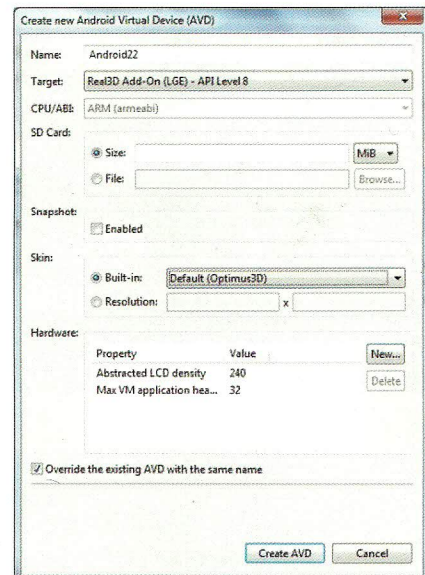 Create new Android Virtual Device (AVD)
Name: Android22
Target: Real3D Add-On (LGE) - API Level 8
CPU/ABI: ARM (armeabi)
SD Card:
Size: MiB
File: Browse...
Snapshot:
Enabled
Skin:
Built-in: Default (Optimus3D)
Resolution: x
Hardware:
Property Value New...
Abstracted LCD density 240 Delete
Max VM application hea... 32
Override the existing AVD with the same name
Create AVD Cancel